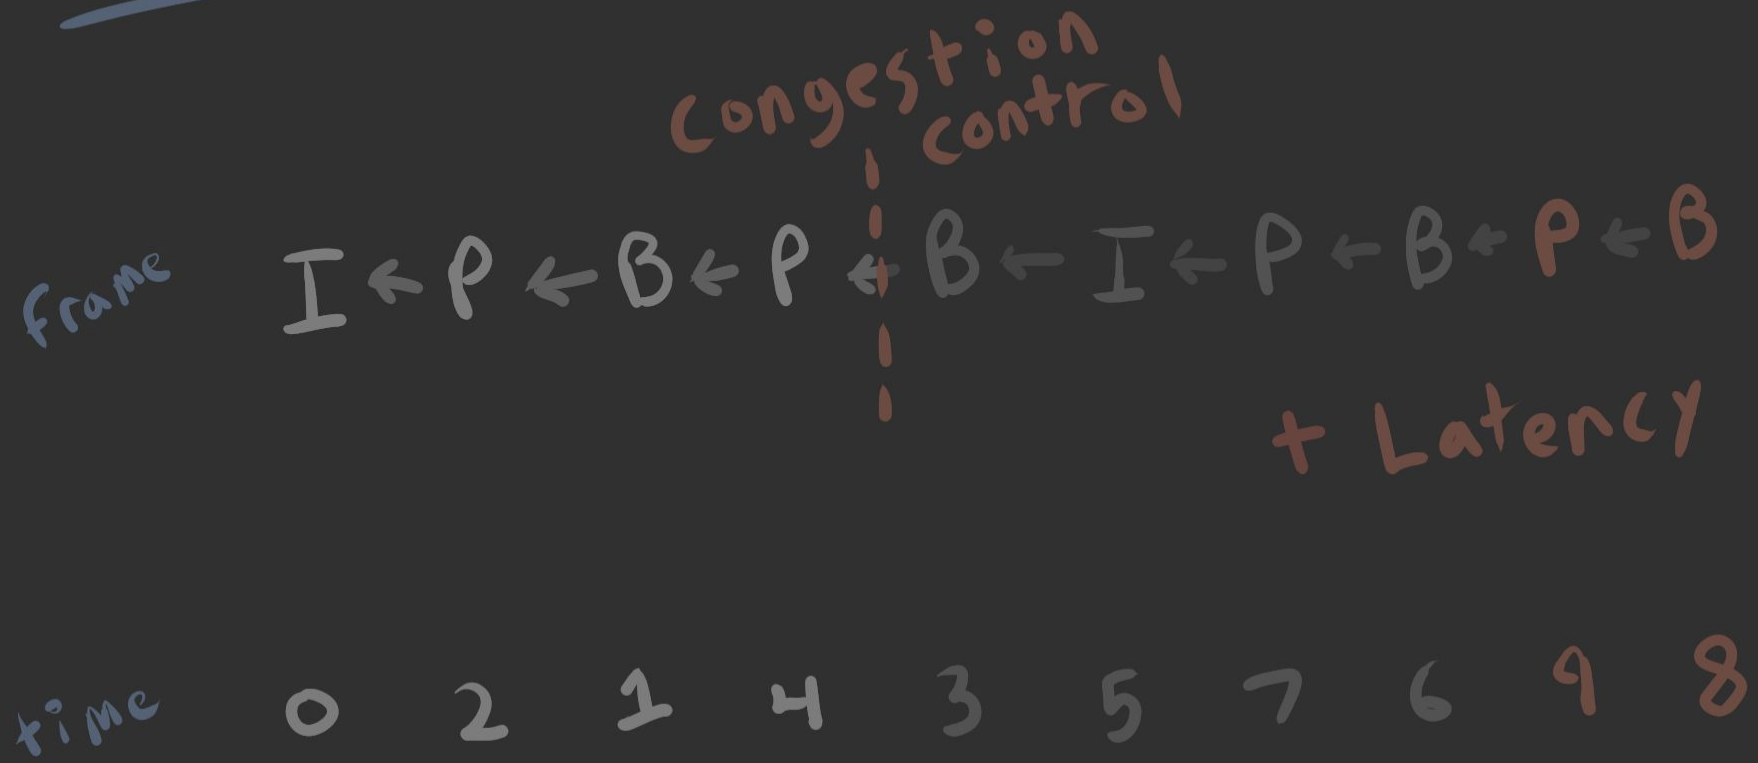 Congestion
control
frame I ← P ← B ← P ← B ← I ← P ← B ← P ← B
+ Latency
time 0 2 1 4 3 5 7 6 9 8